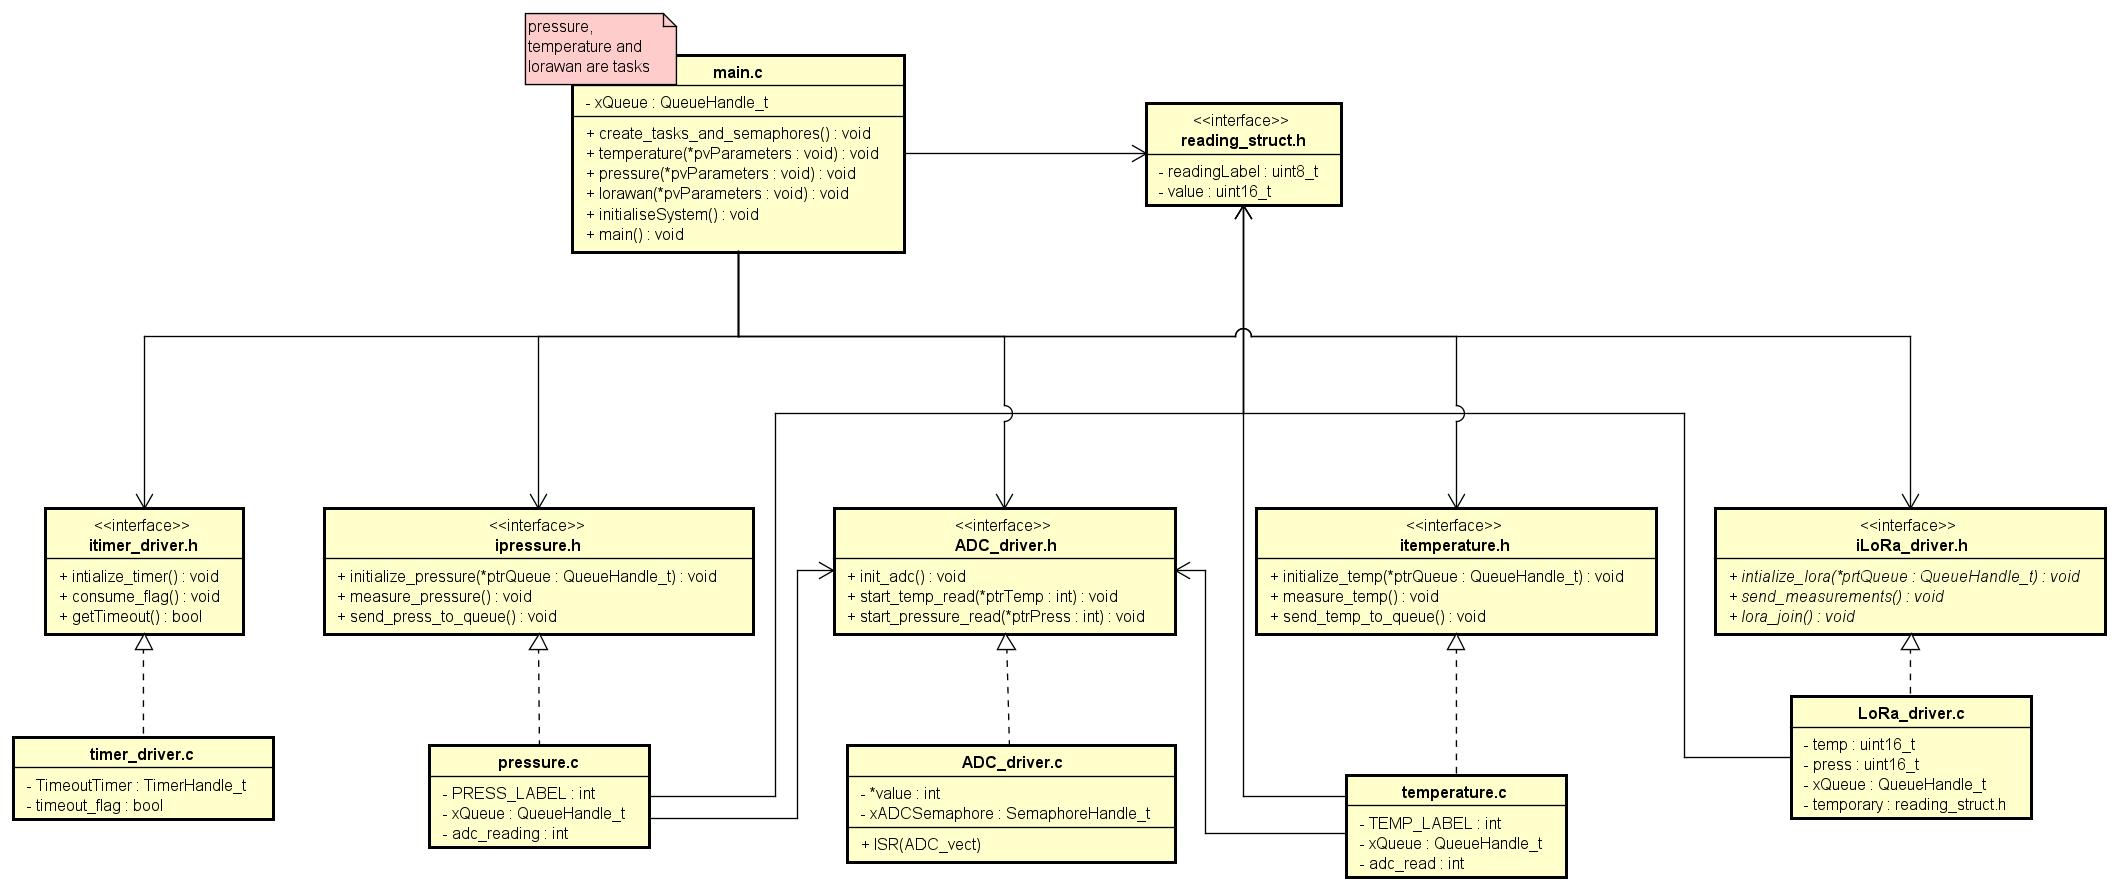 pressure,
temperature and
lorawan are tasks
main.c
- xQueue : QueueHandle_t
+ create_tasks_and_semaphores() : void
+ temperature(*pvParameters : void) : void
+ pressure(*pvParameters : void) : void
+ lorawan(*pvParameters : void) : void
+ initialiseSystem() : void
+ main() : void
<<interface>>
reading_struct.h
- readingLabel : uint8_t
- value : uint16_t
<<interface>>
itimer_driver.h
+ intialize_timer() : void
+ consume_flag() : void
+ getTimeout() : bool
<<interface>>
ipressure.h
+ initialize_pressure(*ptrQueue : QueueHandle_t) : void
+ measure_pressure() : void
+ send_press_to_queue() : void
<<interface>>
ADC_driver.h
+ init_adc() : void
+ start_temp_read(*ptrTemp : int) : void
+ start_pressure_read(*ptrPress : int) : void
<<interface>>
itemperature.h
+ initialize_temp(*ptrQueue : QueueHandle_t) : void
+ measure_temp() : void
+ send_temp_to_queue() : void
<<interface>>
iLoRa_driver.h
+ intialize_lora(*prtQueue : QueueHandle_t) : void
+ send_measurements() : void
+ lora_join() : void
timer_driver.c
- TimeoutTimer : TimerHandle_t
- timeout_flag : bool
pressure.c
- PRESS_LABEL : int
- xQueue : QueueHandle_t
- adc_reading : int
ADC_driver.c
- *value : int
- xADCSemaphore : SemaphoreHandle_t
+ ISR(ADC_vect)
temperature.c
- TEMP_LABEL : int
- xQueue : QueueHandle_t
- adc_read : int
LoRa_driver.c
- temp : uint16_t
- press : uint16_t
- xQueue : QueueHandle_t
- temporary : reading_struct.h